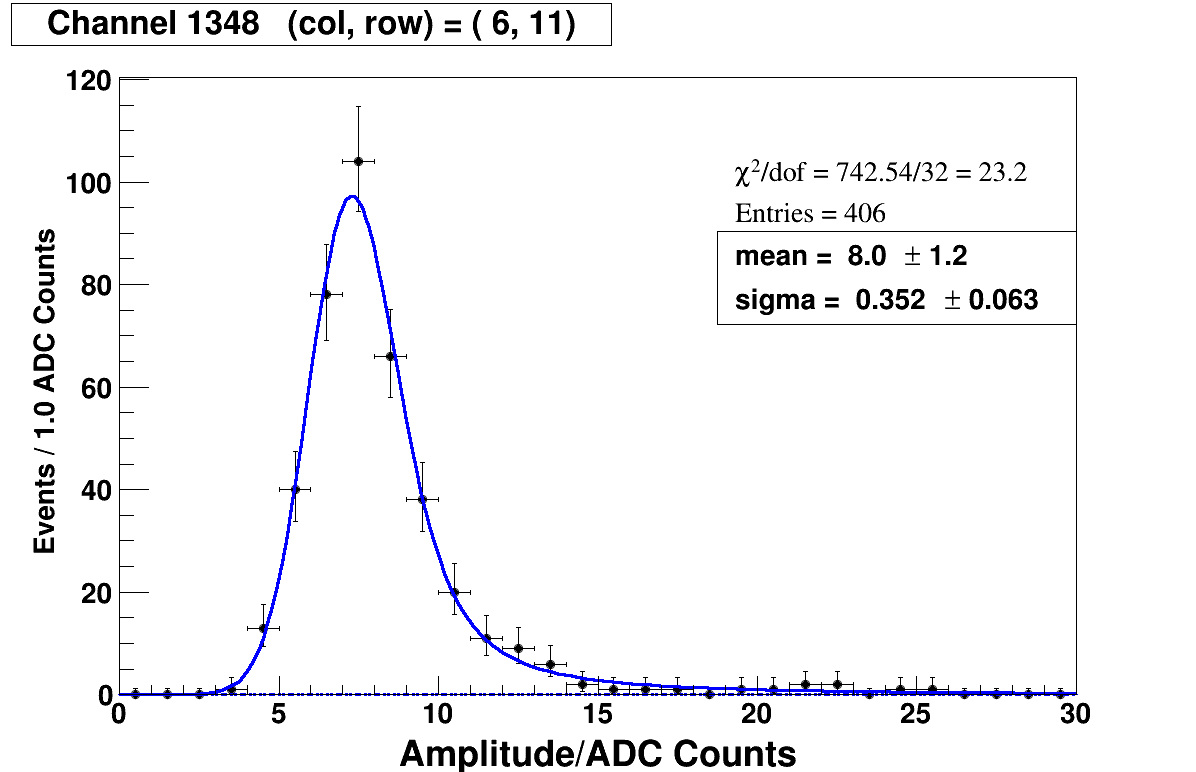 Channel 1348 (col, row) = ( 6, 11)
120
100
80
60
40
20
0
Events / 1.0 ADC Counts
χ²/dof = 742.54/32 = 23.2
Entries = 406
mean = 8.0 ± 1.2
sigma = 0.352 ± 0.063
0 5 10 15 20 25 30
Amplitude/ADC Counts